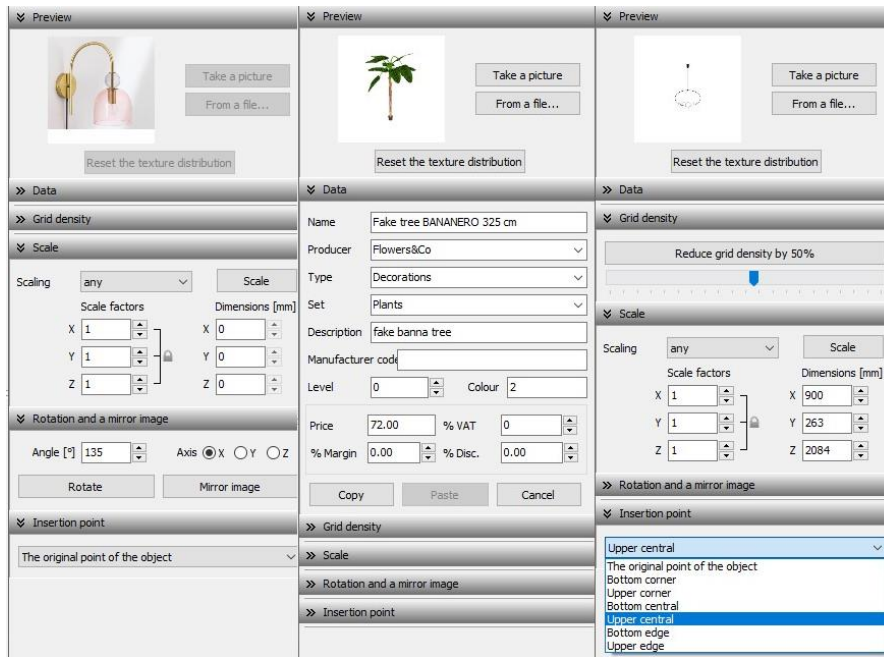 Preview
Take a picture
From a file...
Reset the texture distribution
Data
Grid density
Scale
Scaling any Scale
Scale factors Dimensions [mm]
X 1 X 0
Y 1 Y 0
Z 1 Z 0
Rotation and a mirror image
Angle [º] 135 Axis X Y Z
Rotate Mirror image
Insertion point
The original point of the object
Preview
Take a picture
From a file...
Reset the texture distribution
Data
Name Fake tree BANANERO 325 cm
Producer Flowers&Co
Type Decorations
Set Plants
Description fake banna tree
Manufacturer code
Level 0 Colour 2
Price 72.00 % VAT 0
% Margin 0.00 % Disc. 0.00
Copy Paste Cancel
Grid density
Scale
Rotation and a mirror image
Insertion point
Preview
Take a picture
From a file...
Reset the texture distribution
Data
Grid density
Reduce grid density by 50%
Scale
Scaling any Scale
Scale factors Dimensions [mm]
X 1 X 900
Y 1 Y 263
Z 1 Z 2084
Rotation and a mirror image
Insertion point
Upper central
The original point of the object
Bottom corner
Upper corner
Bottom central
Upper central
Bottom edge
Upper edge